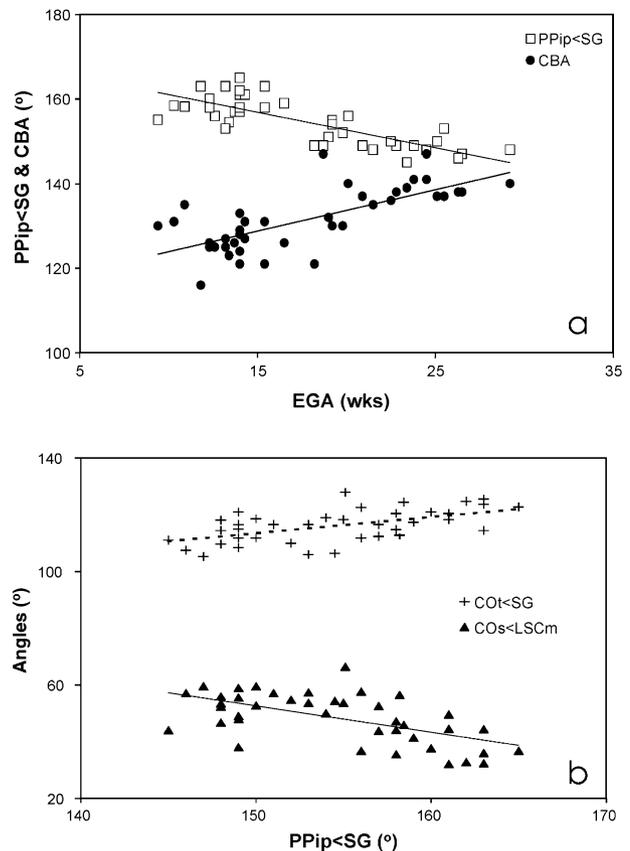 180
160
140
120
100
PPip<SG & CBA (º)
PPip<SG
CBA
a
5 15 25 35
EGA (wks)
140
100
60
20
Angles (º)
COt<SG
COs<LSCm
b
140 150 160 170
PPip<SG (º)